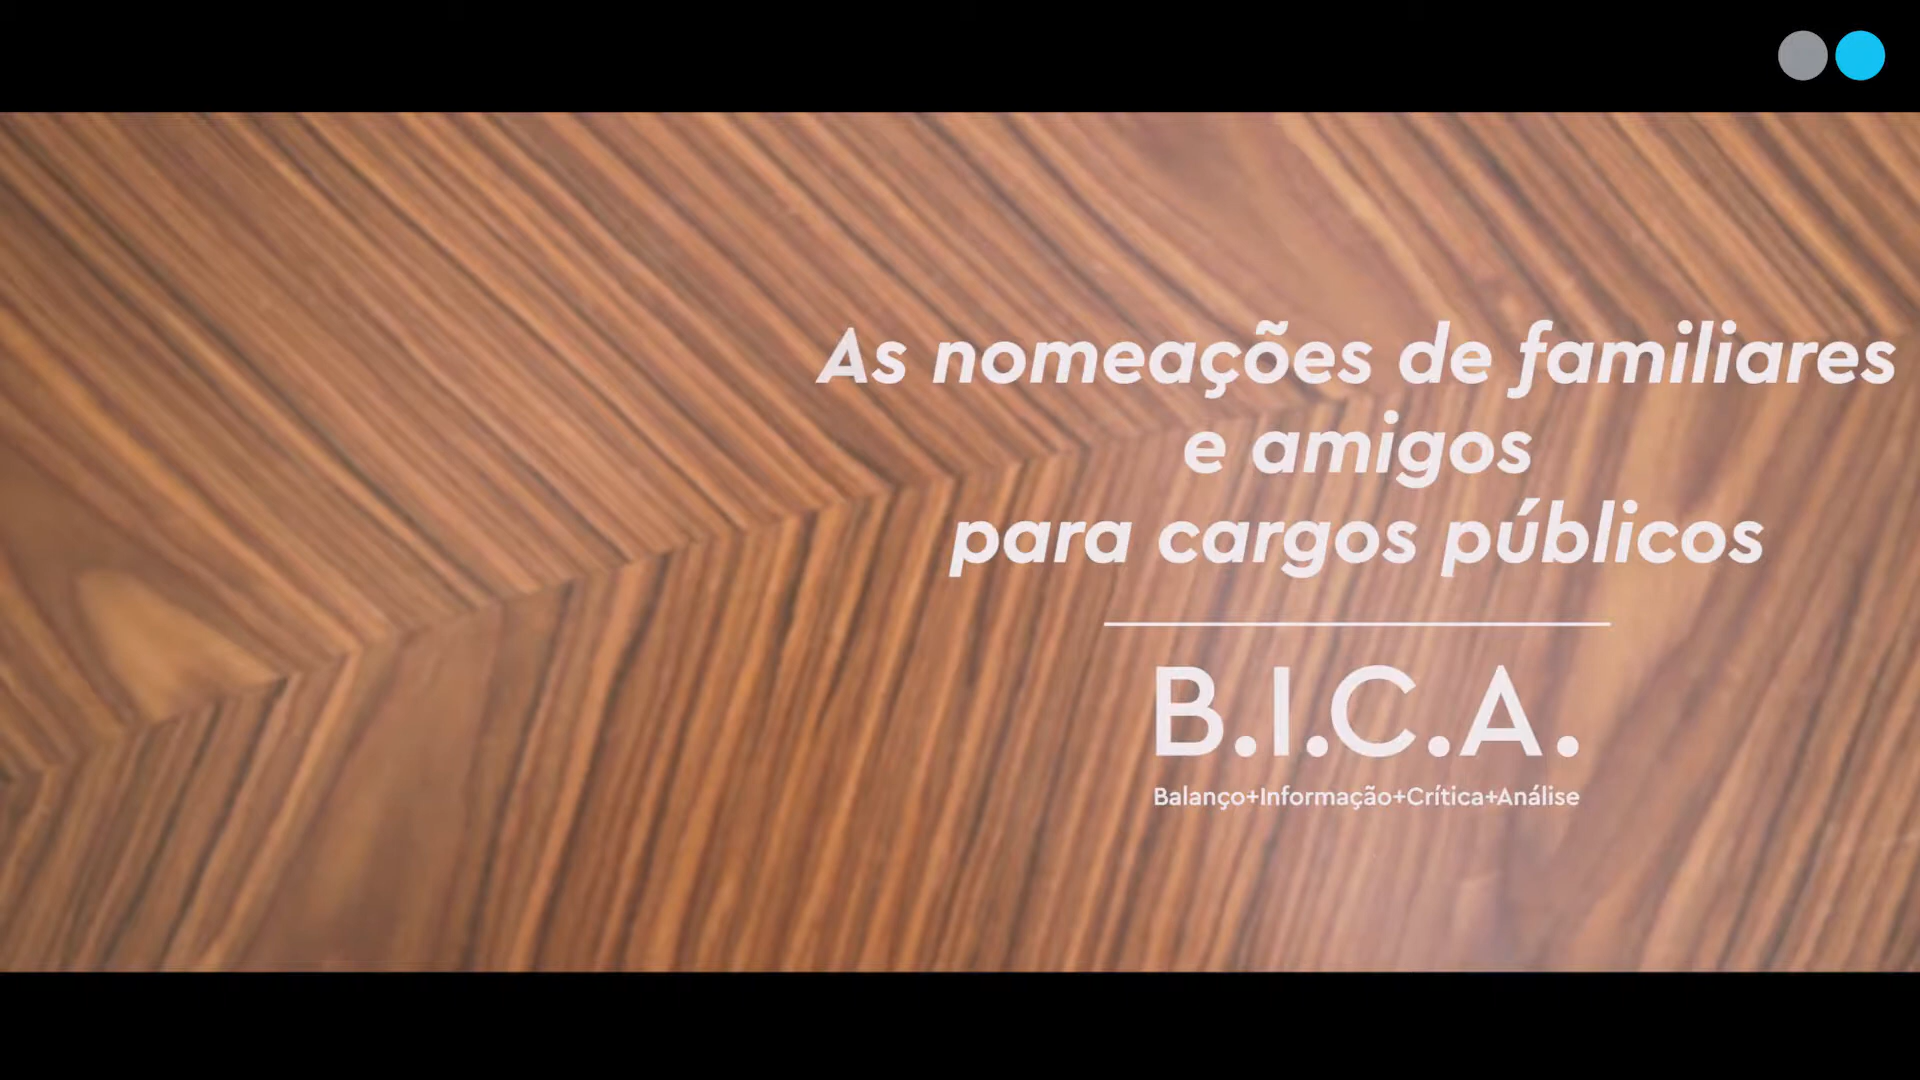 As nomeações de familiares
e amigos
para cargos públicos
B.I.C.A.
Balanço+Informação+Crítica+Análise